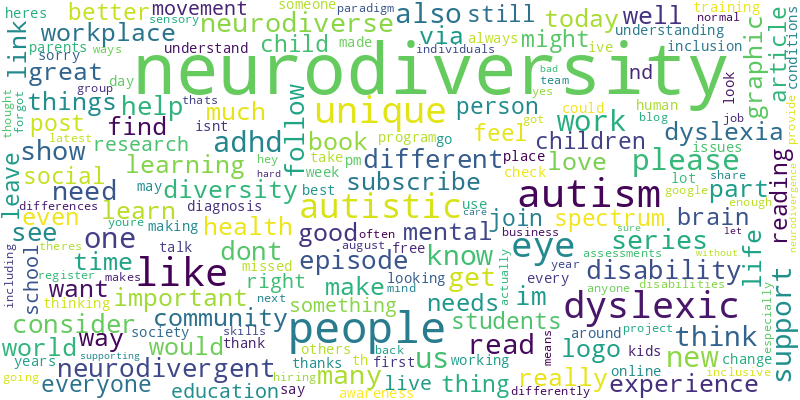 heres
better
movement
sensory
someone
also
still
paradigm
today
well
normal
training
link
workplace
parents
ways
sorry
understand
neurodiverse
child
made
via
always
might
live
understanding
individuals
inclusion
graphic
article
conditions
great
day
neurodiversity
nd
bad
team
yes
look
things
group
thats
help
much
isnt
follow
unique
person
work
could
human
blog
job
dyslexia
provide
thought
forgot
post
latest
find
research
adhd
hey
book
take
pm
program
go
feel
got
children
issues
show
social
learning
hard
week
different
place
check
love
lot
share
google
please
reading
leave
need
may
diversity
diagnosis
best
subscribe
autism
part
enough
neurodivergence
even
differences
learn
youre
making
health
autistic
use
care
join
spectrum
brain
let
see
one
theres
talk
good
often
mental
business
eye
series
sure
without
life
including
school
time
register
makes
dont
missed
august
free
episode
know
actually
every
year
assessments
disability
want
like
right
looking
mind
get
anyone
disabilities
especially
support
thinking
important
next
make
something
needs
im
dyslexic
consider
community
people
students
world
way
society
skills
thank
others
back
us
means
around
project
think
change
years
would
th
first
thanks
working
read
logo
kids
new
inclusive
going
everyone
neurodivergent
supporting
education
hiring
say
many
awareness
live
thing
really
differently
online
experience